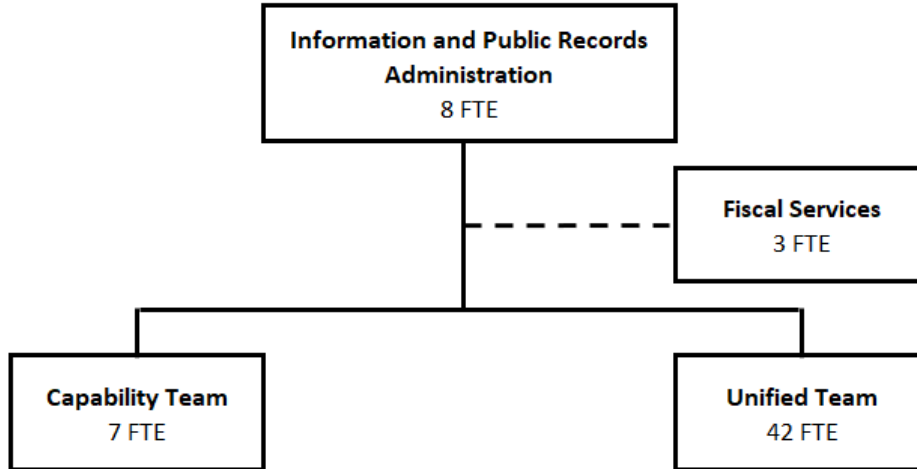 Information and Public Records
Administration
8 FTE
Fiscal Services
3 FTE
Capability Team
7 FTE
Unified Team
42 FTE